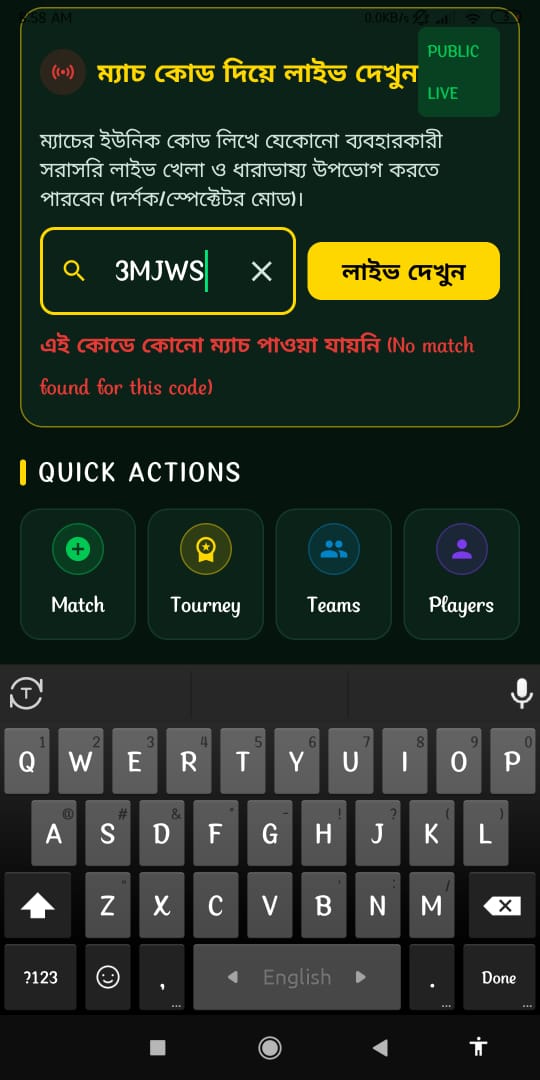 8:58 AM
0.0KB/s
ম্যাচ কোড দিয়ে লাইভ দেখুন
PUBLIC
LIVE
ম্যাচের ইউনিক কোড লিখে যেকোনো ব্যবহারকারী
সরাসরি লাইভ খেলা ও ধারাভাষ্য উপভোগ করতে
পারবেন (দর্শক/স্পেক্টেটর মোড)।
3MJWS
লাইভ দেখুন
এই কোডে কোনো ম্যাচ পাওয়া যায়নি (No match
found for this code)
QUICK ACTIONS
Match Tourney Teams Players
T
1 2 3 4 5 6 7 8 9 0
Q W E R T Y U I O P
@ # & * - ! ? ( )
A S D F G H J K L
" ' : /
Z X C V B N M
?123 , English . Done